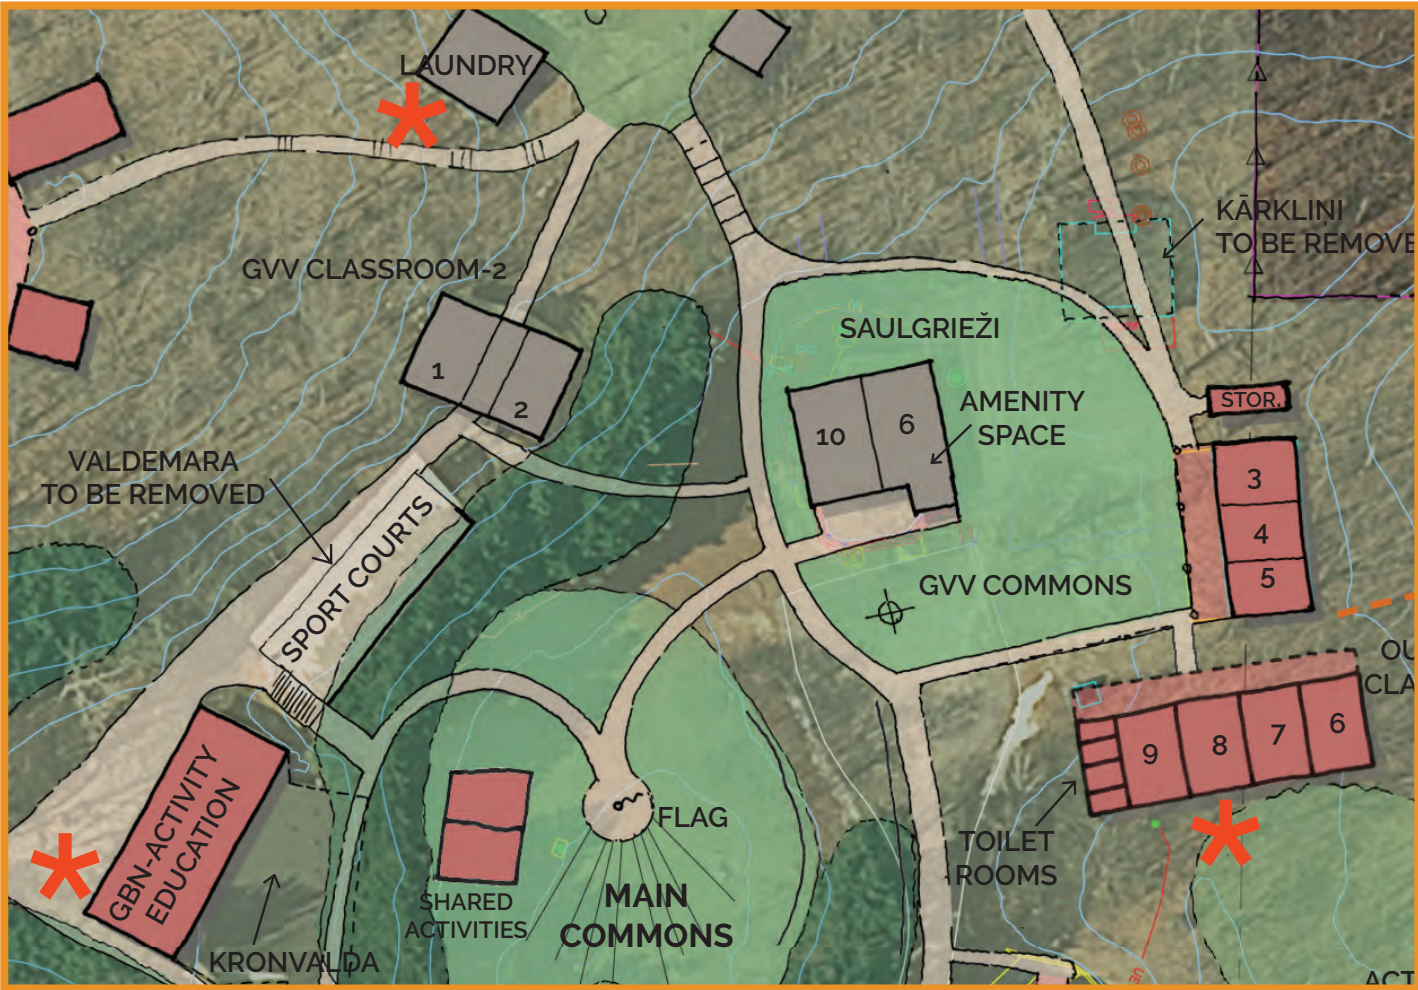 LAUNDRY
KĀRKLIŅI
TO BE REMOVE
GVV CLASSROOM-2
SAULGRIEŽI
1
2
10
6
AMENITY
SPACE
STOR.
VALDEMARA
TO BE REMOVED
3
4
5
SPORT COURTS
GVV COMMONS
OU
CLA
9
8
7
6
GBN-ACTIVITY
EDUCATION
FLAG
TOILET
ROOMS
MAIN
COMMONS
SHARED
ACTIVITIES
KRONVALDA
ACT